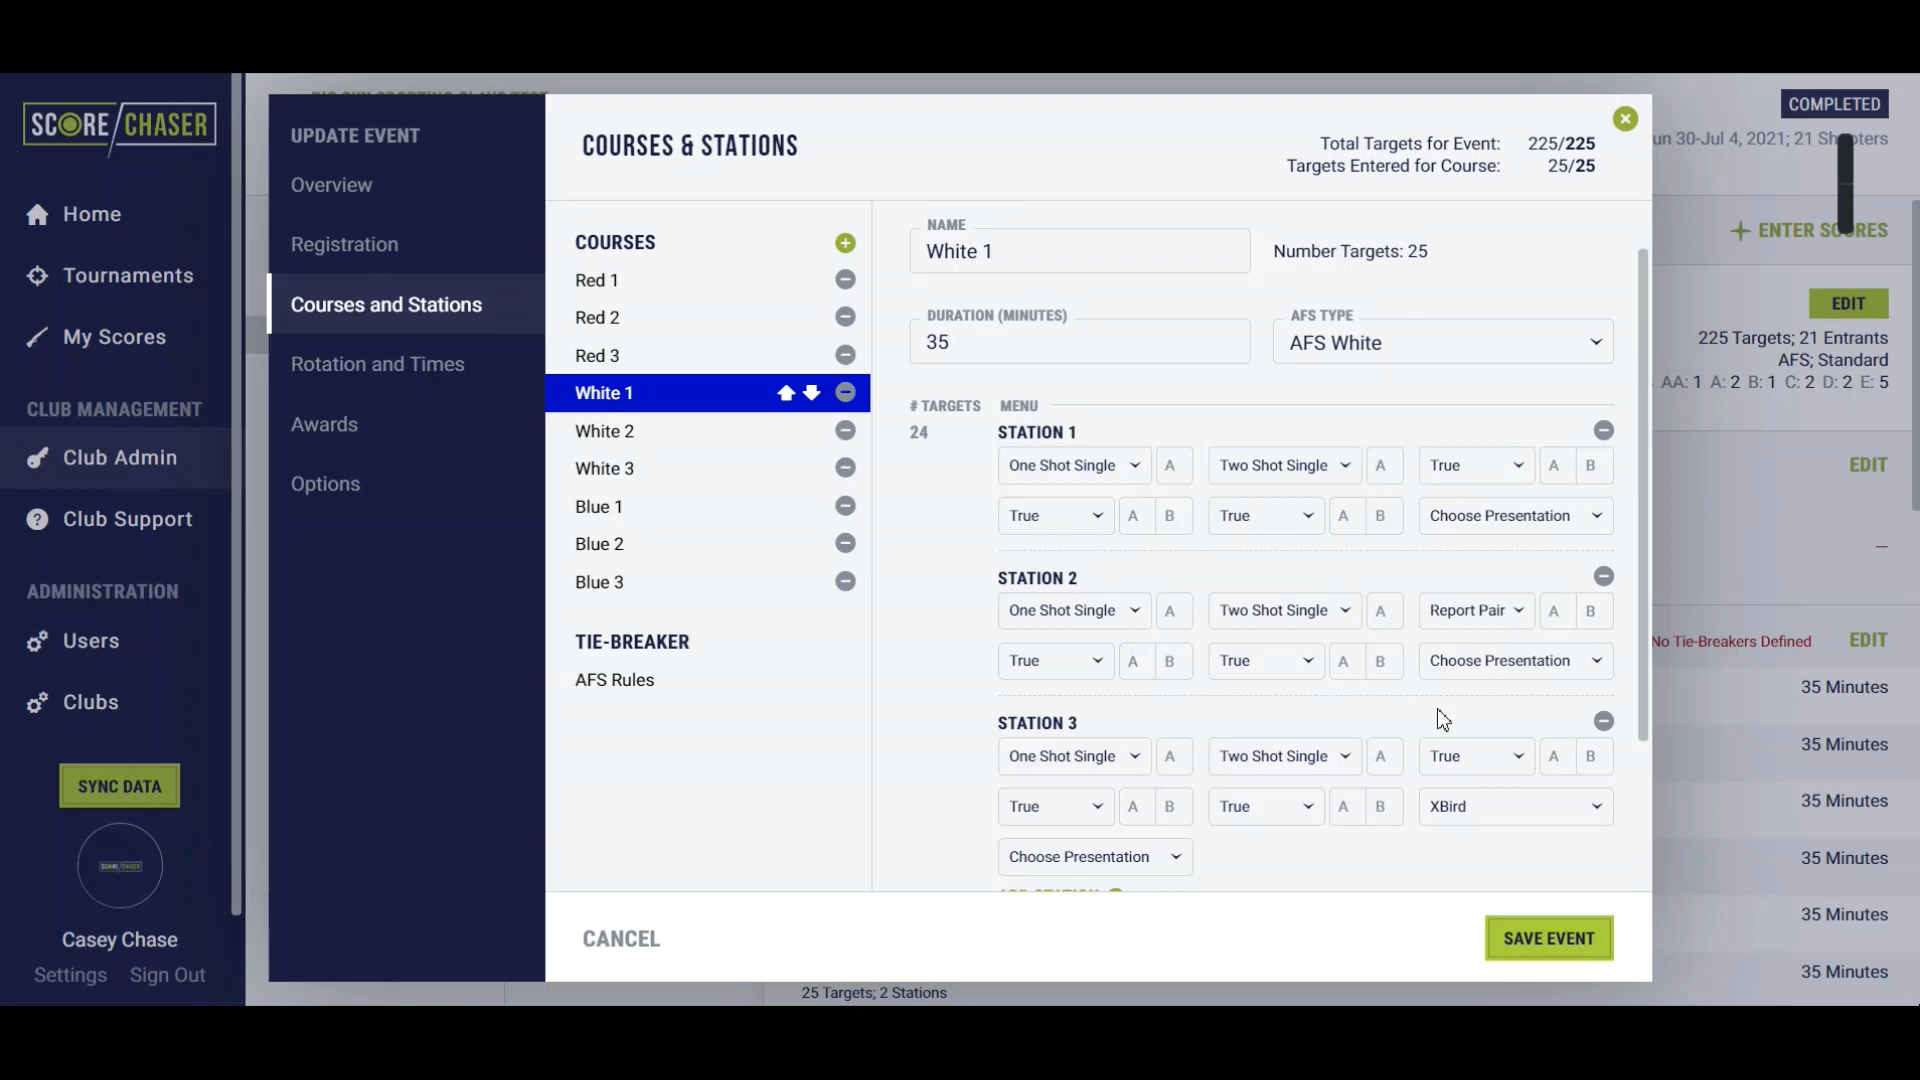 SCORE CHASER
Home
Tournaments
My Scores
CLUB MANAGEMENT
Club Admin
Club Support
ADMINISTRATION
Users
Clubs
SYNC DATA
Casey Chase
Settings Sign Out
UPDATE EVENT
Overview
Registration
Courses and Stations
Rotation and Times
Awards
Options
COURSES & STATIONS
Total Targets for Event: 225/225
Targets Entered for Course: 25/25
COURSES
Red 1
Red 2
Red 3
White 1
White 2
White 3
Blue 1
Blue 2
Blue 3
TIE-BREAKER
AFS Rules
NAME
White 1
Number Targets: 25
DURATION (MINUTES)
35
AFS TYPE
AFS White
# TARGETS MENU
24
STATION 1
One Shot Single A Two Shot Single A True A B
True A B True A B Choose Presentation
STATION 2
One Shot Single A Two Shot Single A Report Pair A B
True A B True A B Choose Presentation
STATION 3
One Shot Single A Two Shot Single A True A B
True A B True A B XBird
Choose Presentation
CANCEL
SAVE EVENT
COMPLETED
30-Jul 4, 2021; 21 Shooters
ENTER SCORES
EDIT
225 Targets; 21 Entrants
AFS; Standard
AA: 1 A: 2 B: 1 C: 2 D: 2 E: 5
EDIT
No Tie-Breakers Defined EDIT
35 Minutes
35 Minutes
35 Minutes
35 Minutes
35 Minutes
35 Minutes
25 Targets; 2 Stations